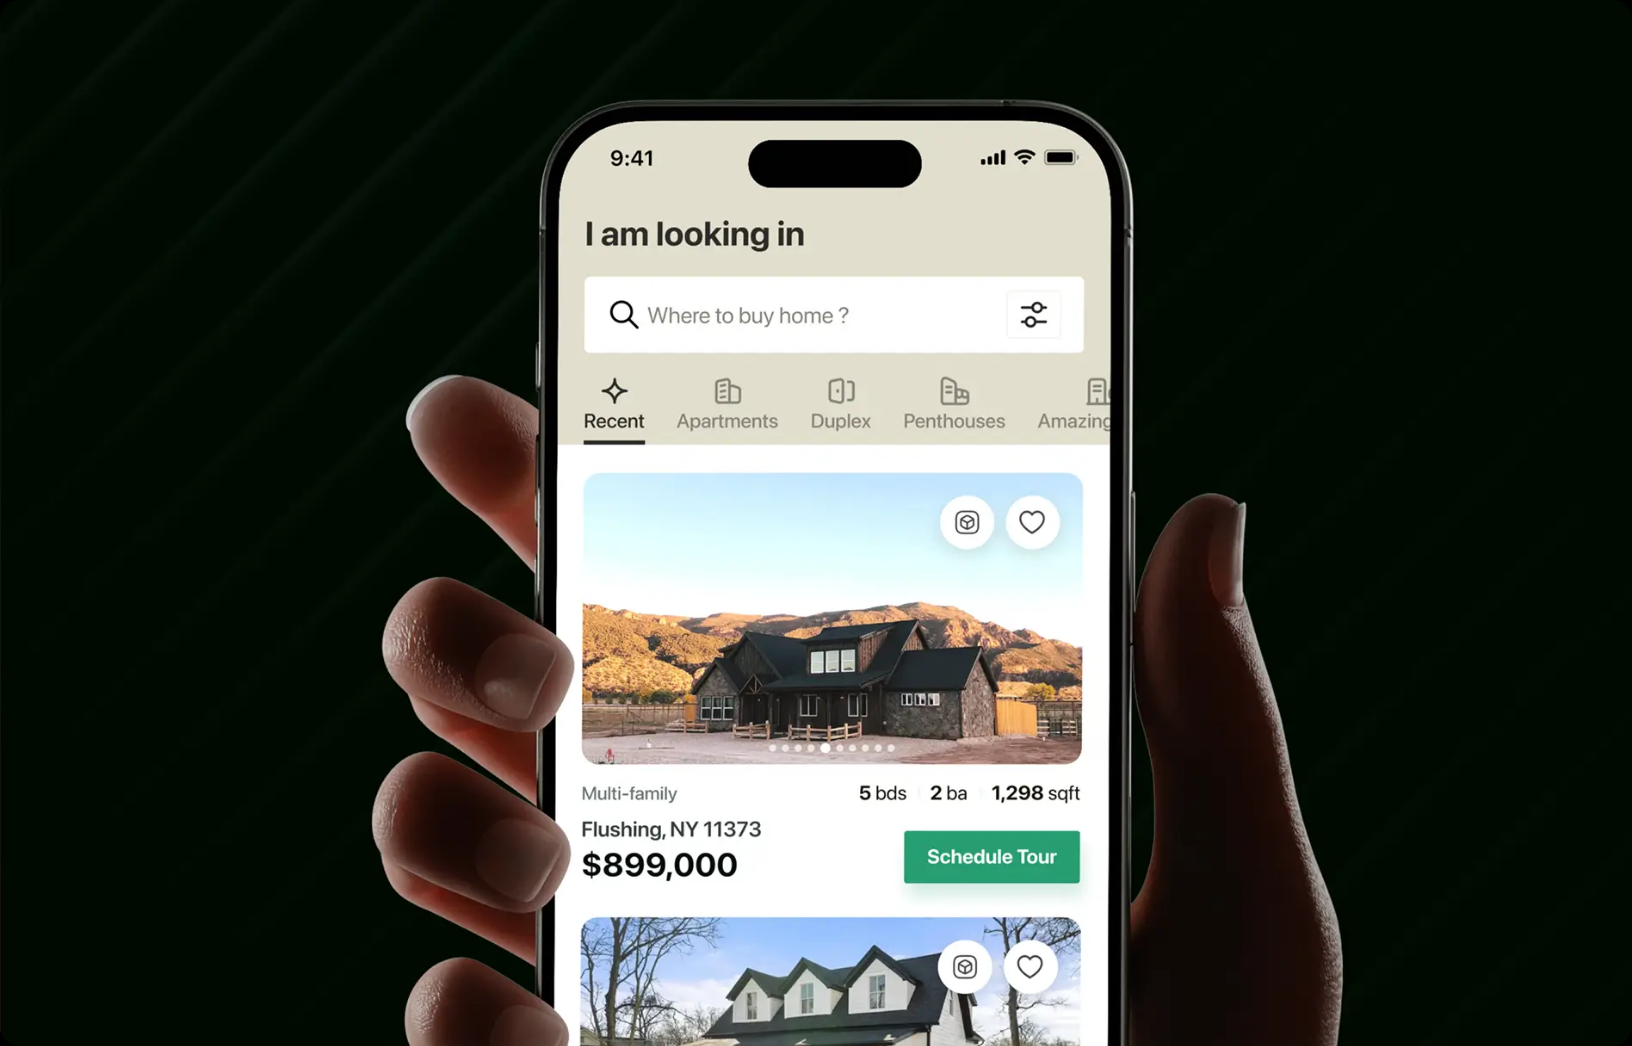 9:41
I am looking in
Where to buy home ?
Recent Apartments Duplex Penthouses Amazing
Multi-family 5 bds 2 ba 1,298 sqft
Flushing, NY 11373
$899,000
Schedule Tour